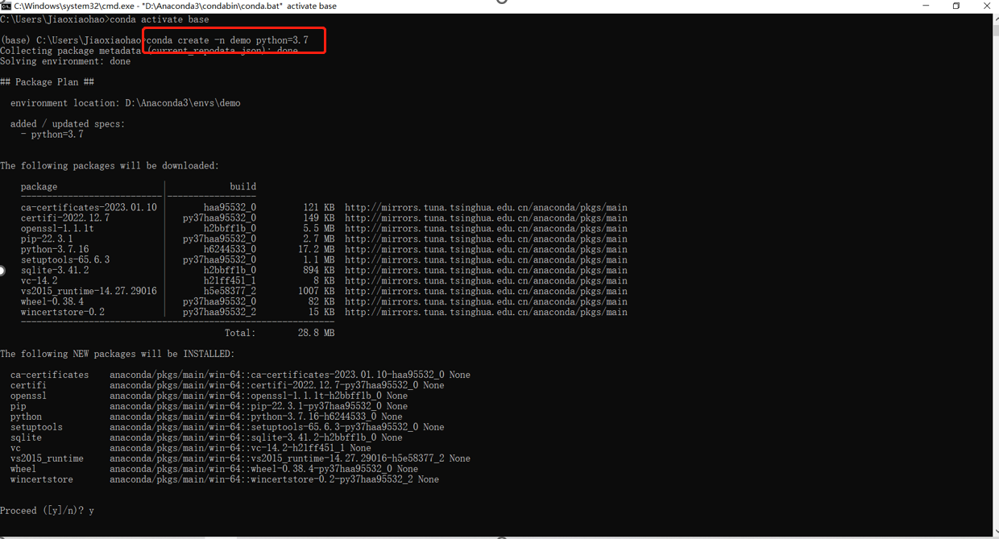 C:\Windows\system32\cmd.exe - "D:\Anaconda3\condabin\conda.bat" activate base
C:\Users\Jiaoxiaohao>conda activate base
(base) C:\Users\Jiaoxiaohao>conda create -n demo python=3.7
Collecting package metadata (current_repodata.json): done
Solving environment: done
## Package Plan ##
environment location: D:\Anaconda3\envs\demo
added / updated specs:
- python=3.7
The following packages will be downloaded:
package | build
---------------------------|-----------------
ca-certificates-2023.01.10 | haa95532_0 121 KB http://mirrors.tuna.tsinghua.edu.cn/anaconda/pkgs/main
certifi-2022.12.7 | py37haa95532_0 149 KB http://mirrors.tuna.tsinghua.edu.cn/anaconda/pkgs/main
openssl-1.1.1t | h2bbff1b_0 5.5 MB http://mirrors.tuna.tsinghua.edu.cn/anaconda/pkgs/main
pip-22.3.1 | py37haa95532_0 2.7 MB http://mirrors.tuna.tsinghua.edu.cn/anaconda/pkgs/main
python-3.7.16 | h6244533_0 17.2 MB http://mirrors.tuna.tsinghua.edu.cn/anaconda/pkgs/main
setuptools-65.6.3 | py37haa95532_0 1.1 MB http://mirrors.tuna.tsinghua.edu.cn/anaconda/pkgs/main
sqlite-3.41.2 | h2bbff1b_0 894 KB http://mirrors.tuna.tsinghua.edu.cn/anaconda/pkgs/main
vc-14.2 | h21ff451_1 8 KB http://mirrors.tuna.tsinghua.edu.cn/anaconda/pkgs/main
vs2015_runtime-14.27.29016 | h5e58377_2 1007 KB http://mirrors.tuna.tsinghua.edu.cn/anaconda/pkgs/main
wheel-0.38.4 | py37haa95532_0 82 KB http://mirrors.tuna.tsinghua.edu.cn/anaconda/pkgs/main
wincertstore-0.2 | py37haa95532_2 15 KB http://mirrors.tuna.tsinghua.edu.cn/anaconda/pkgs/main
------------------------------------------------------------
Total: 28.8 MB
The following NEW packages will be INSTALLED:
ca-certificates anaconda/pkgs/main/win-64::ca-certificates-2023.01.10-haa95532_0 None
certifi anaconda/pkgs/main/win-64::certifi-2022.12.7-py37haa95532_0 None
openssl anaconda/pkgs/main/win-64::openssl-1.1.1t-h2bbff1b_0 None
pip anaconda/pkgs/main/win-64::pip-22.3.1-py37haa95532_0 None
python anaconda/pkgs/main/win-64::python-3.7.16-h6244533_0 None
setuptools anaconda/pkgs/main/win-64::setuptools-65.6.3-py37haa95532_0 None
sqlite anaconda/pkgs/main/win-64::sqlite-3.41.2-h2bbff1b_0 None
vc anaconda/pkgs/main/win-64::vc-14.2-h21ff451_1 None
vs2015_runtime anaconda/pkgs/main/win-64::vs2015_runtime-14.27.29016-h5e58377_2 None
wheel anaconda/pkgs/main/win-64::wheel-0.38.4-py37haa95532_0 None
wincertstore anaconda/pkgs/main/win-64::wincertstore-0.2-py37haa95532_2 None
Proceed ([y]/n)? y